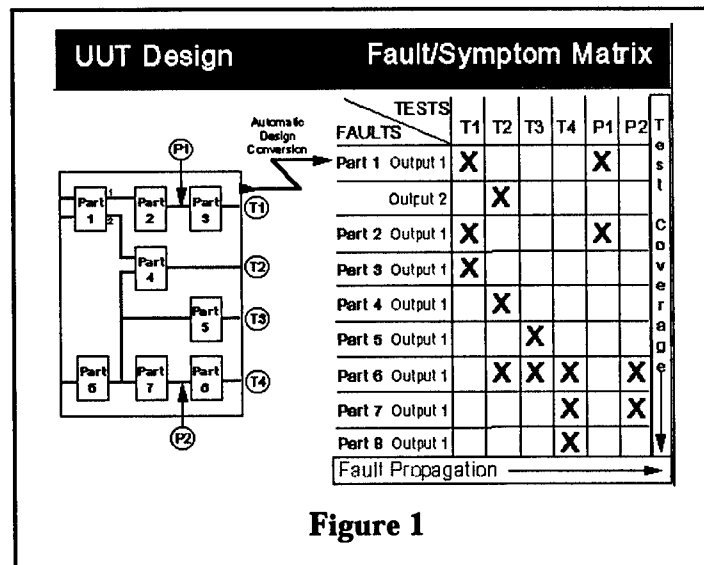 UUT Design
Fault/Symptom Matrix
Automatic
Design
Conversion
P1
Part
1
1
2
Part
2
Part
3
T1
Part
4
T2
Part
5
T3
Part
6
Part
7
Part
8
T4
P2
TESTS
FAULTS
T1 T2 T3 T4 P1 P2
Test Coverage
Part 1 Output 1 X X
Output 2 X
Part 2 Output 1 X X
Part 3 Output 1 X
Part 4 Output 1 X
Part 5 Output 1 X
Part 6 Output 1 X X X X
Part 7 Output 1 X X
Part 8 Output 1 X
Fault Propagation
Figure 1